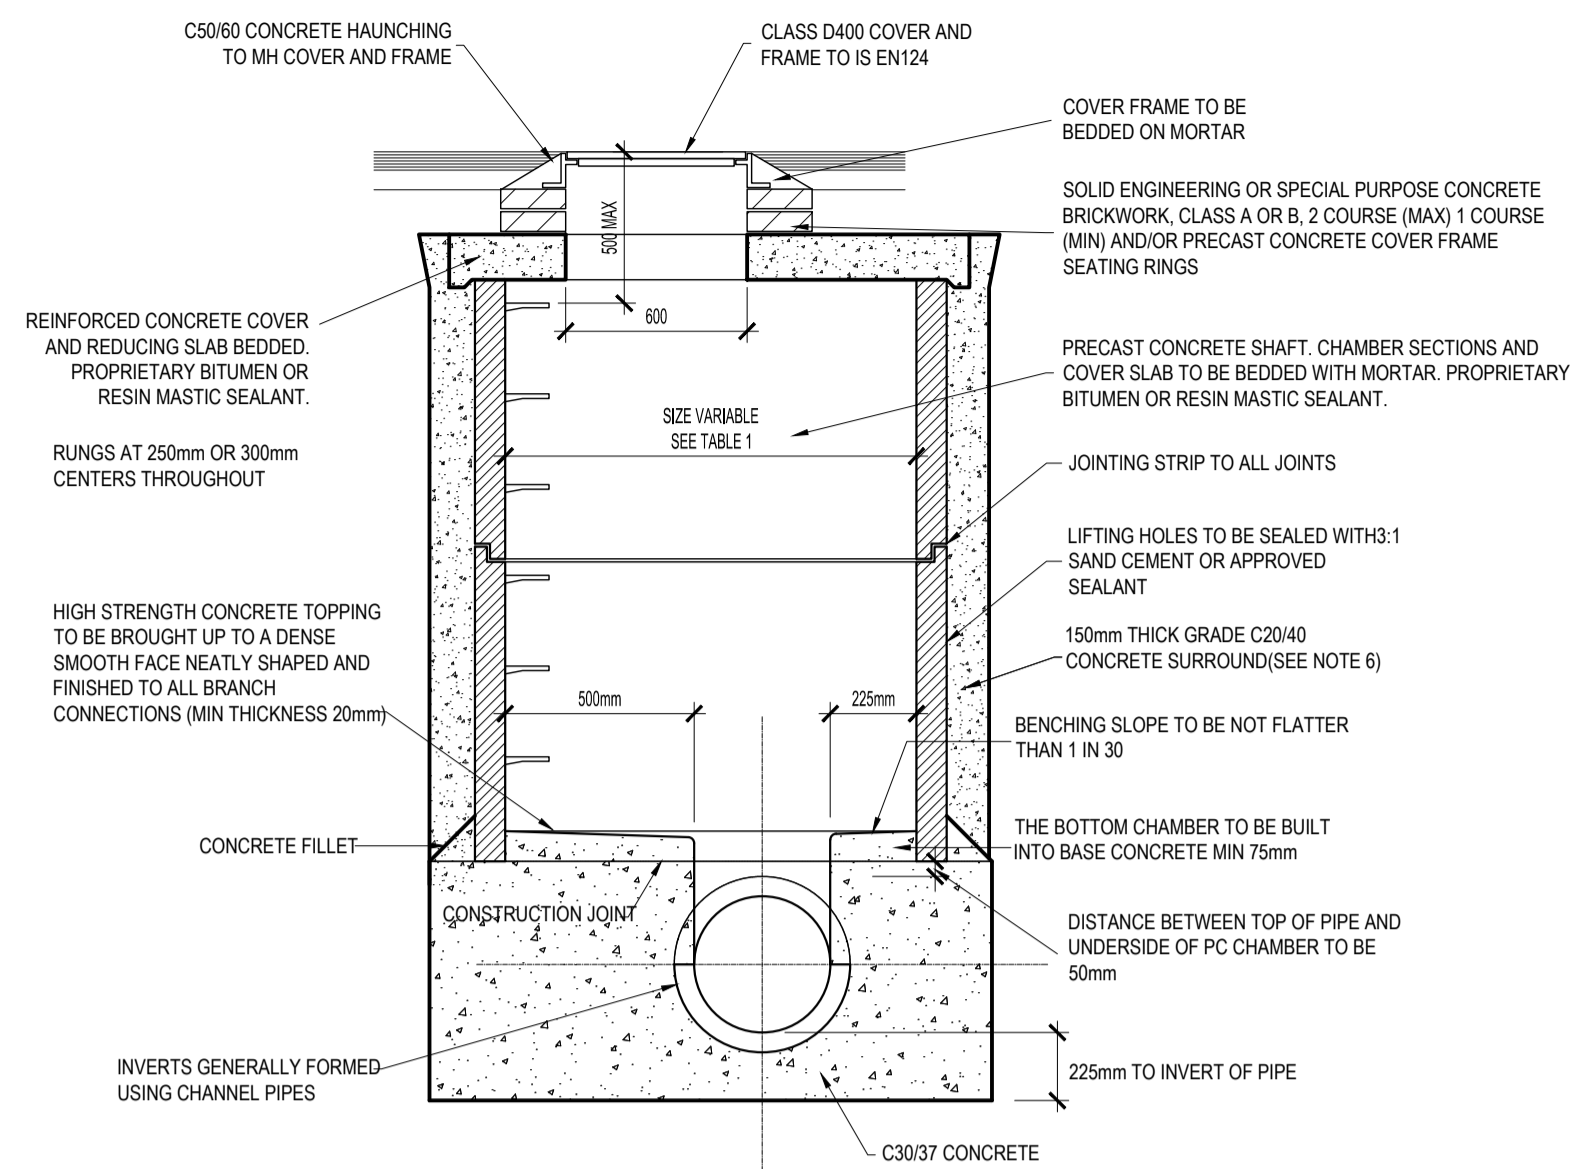 C50/60 CONCRETE HAUNCHING
TO MH COVER AND FRAME
CLASS D400 COVER AND
FRAME TO IS EN124
COVER FRAME TO BE
BEDDED ON MORTAR
SOLID ENGINEERING OR SPECIAL PURPOSE CONCRETE
BRICKWORK, CLASS A OR B, 2 COURSE (MAX) 1 COURSE
(MIN) AND/OR PRECAST CONCRETE COVER FRAME
SEATING RINGS
500 MAX
600
REINFORCED CONCRETE COVER
AND REDUCING SLAB BEDDED.
PROPRIETARY BITUMEN OR
RESIN MASTIC SEALANT.
PRECAST CONCRETE SHAFT. CHAMBER SECTIONS AND
COVER SLAB TO BE BEDDED WITH MORTAR. PROPRIETARY
BITUMEN OR RESIN MASTIC SEALANT.
SIZE VARIABLE
SEE TABLE 1
RUNGS AT 250mm OR 300mm
CENTERS THROUGHOUT
JOINTING STRIP TO ALL JOINTS
LIFTING HOLES TO BE SEALED WITH3:1
SAND CEMENT OR APPROVED
SEALANT
HIGH STRENGTH CONCRETE TOPPING
TO BE BROUGHT UP TO A DENSE
SMOOTH FACE NEATLY SHAPED AND
FINISHED TO ALL BRANCH
CONNECTIONS (MIN THICKNESS 20mm)
150mm THICK GRADE C20/40
CONCRETE SURROUND(SEE NOTE 6)
500mm
225mm
BENCHING SLOPE TO BE NOT FLATTER
THAN 1 IN 30
CONCRETE FILLET
THE BOTTOM CHAMBER TO BE BUILT
INTO BASE CONCRETE MIN 75mm
CONSTRUCTION JOINT
DISTANCE BETWEEN TOP OF PIPE AND
UNDERSIDE OF PC CHAMBER TO BE
50mm
INVERTS GENERALLY FORMED
USING CHANNEL PIPES
225mm TO INVERT OF PIPE
C30/37 CONCRETE